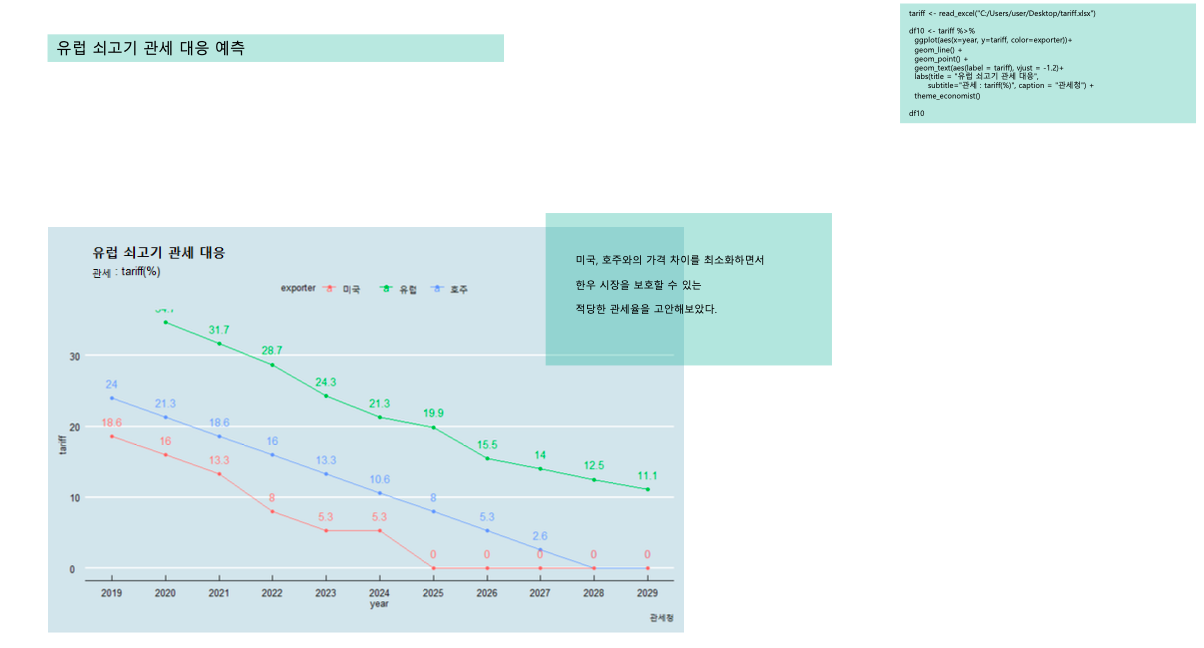 유럽 쇠고기 관세 대응 예측
tariff <- read_excel("C:/Users/user/Desktop/tariff.xlsx")
df10 <- tariff %>%
ggplot(aes(x=year, y=tariff, color=exporter))+
geom_line() +
geom_point() +
geom_text(aes(label = tariff), vjust = -1.2)+
labs(title = "유럽 쇠고기 관세 대응",
subtitle="관세 : tariff(%)", caption = "관세청") +
theme_economist()
df10
미국, 호주와의 가격 차이를 최소화하면서
한우 시장을 보호할 수 있는
적당한 관세율을 고안해보았다.
유럽 쇠고기 관세 대응
관세 : tariff(%)
exporter 미국 유럽 호주
34.7 31.7 28.7 24.3 21.3 19.9 15.5 14 12.5 11.1
24 21.3 18.6 16 13.3 10.6 8 5.3 2.6
18.6 16 13.3 8 5.3 5.3 0 0 0 0 0
30
20
10
0
tariff
2019 2020 2021 2022 2023 2024 2025 2026 2027 2028 2029
year
관세청